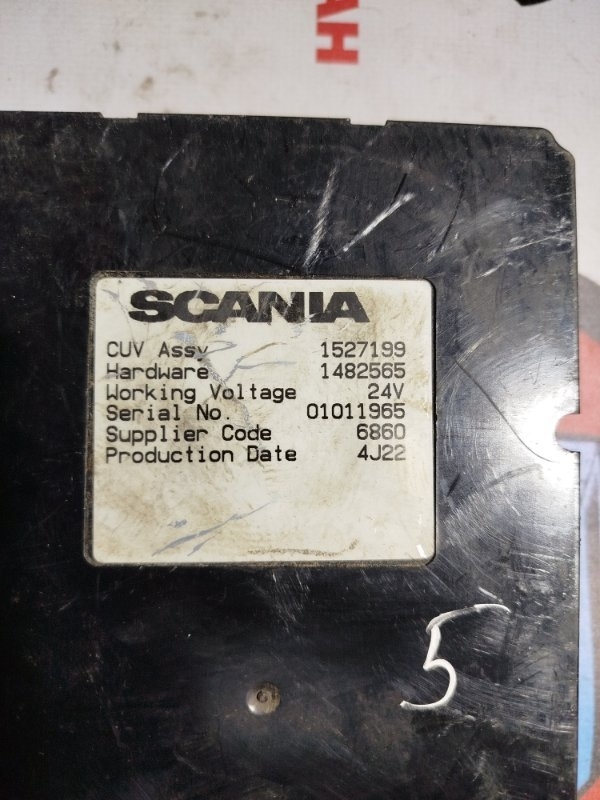 HAH
SCANIA
CUV Assy 1527199
Hardware 1482565
Working Voltage 24V
Serial No. 01011965
Supplier Code 6860
Production Date 4J22
5